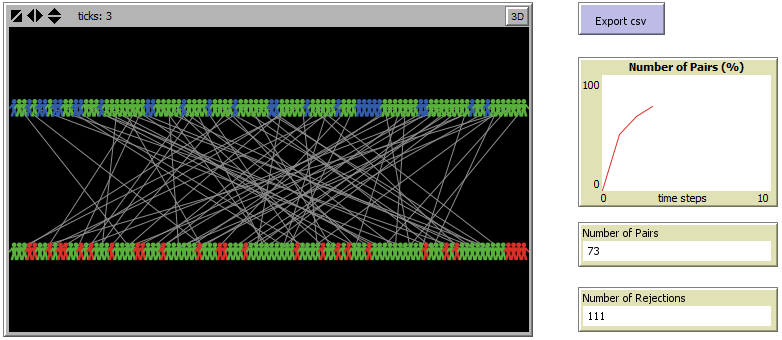 ticks: 3
3D
Export csv
Number of Pairs (%)
100
0
0
time steps
10
Number of Pairs
73
Number of Rejections
111